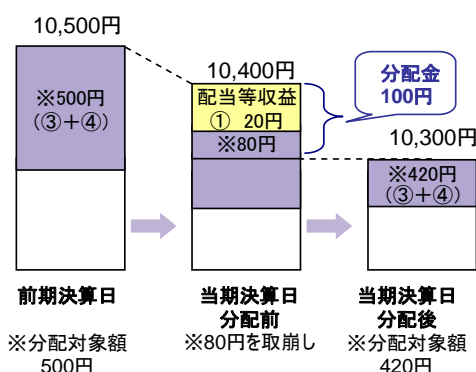 10,500円
※500円
(③+④)
前期決算日
※分配対象額
500円
10,400円
配当等収益
① 20円
※80円
当期決算日
分配前
※80円を取崩し
分配金
100円
10,300円
※420円
(③+④)
当期決算日
分配後
※分配対象額
420円